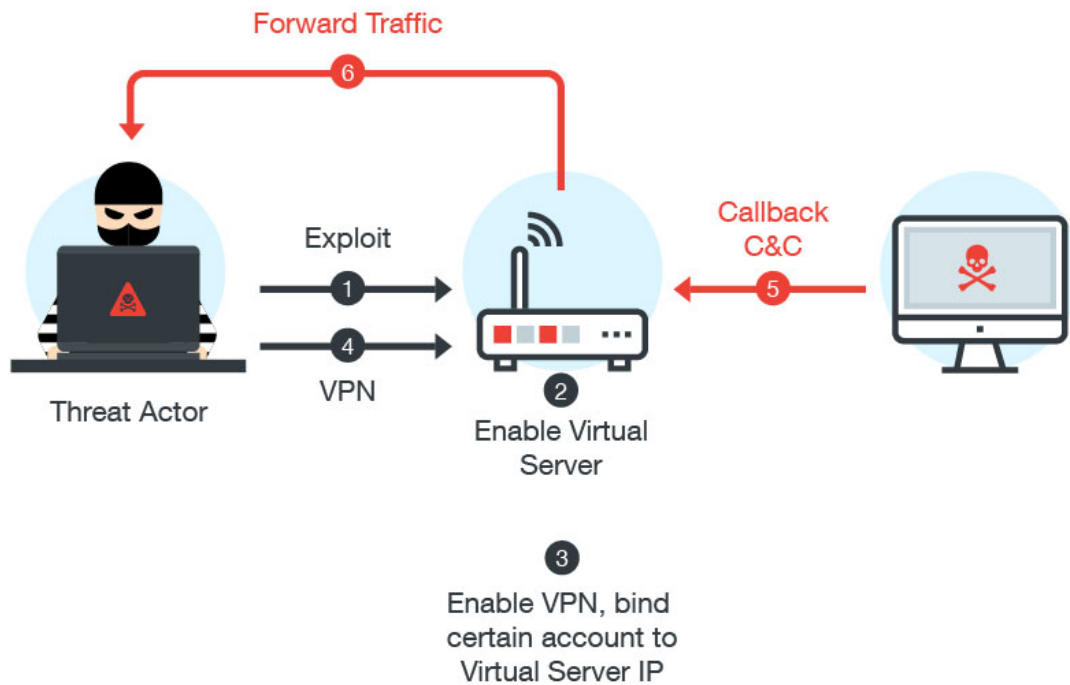 Forward Traffic
6
Exploit
1
4
VPN
Threat Actor
Callback
C&C
5
2
Enable Virtual
Server
3
Enable VPN, bind
certain account to
Virtual Server IP